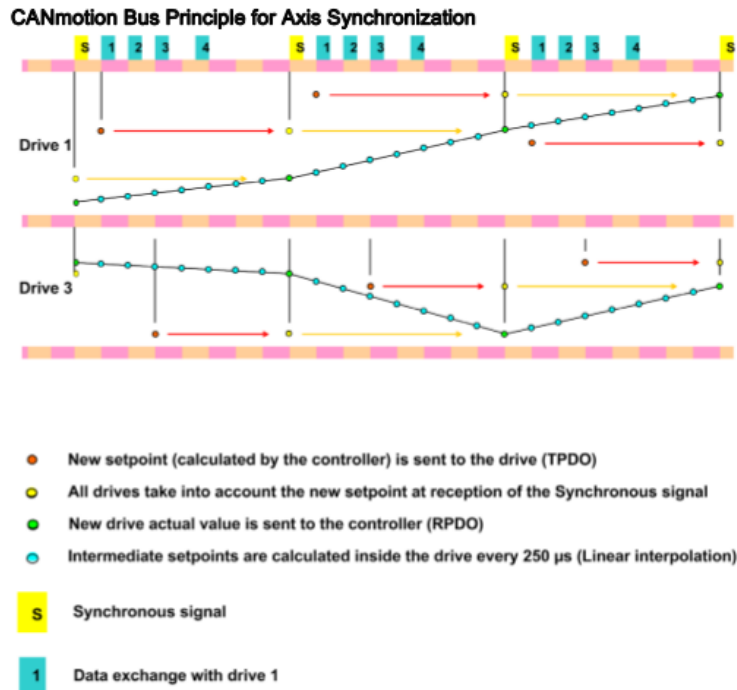 CANmotion Bus Principle for Axis Synchronization
S 1 2 3 4 S 1 2 3 4 S 1 2 3 4 S
Drive 1
Drive 3
New setpoint (calculated by the controller) is sent to the drive (TPDO)
All drives take into account the new setpoint at reception of the Synchronous signal
New drive actual value is sent to the controller (RPDO)
Intermediate setpoints are calculated inside the drive every 250 µs (Linear interpolation)
S Synchronous signal
1 Data exchange with drive 1